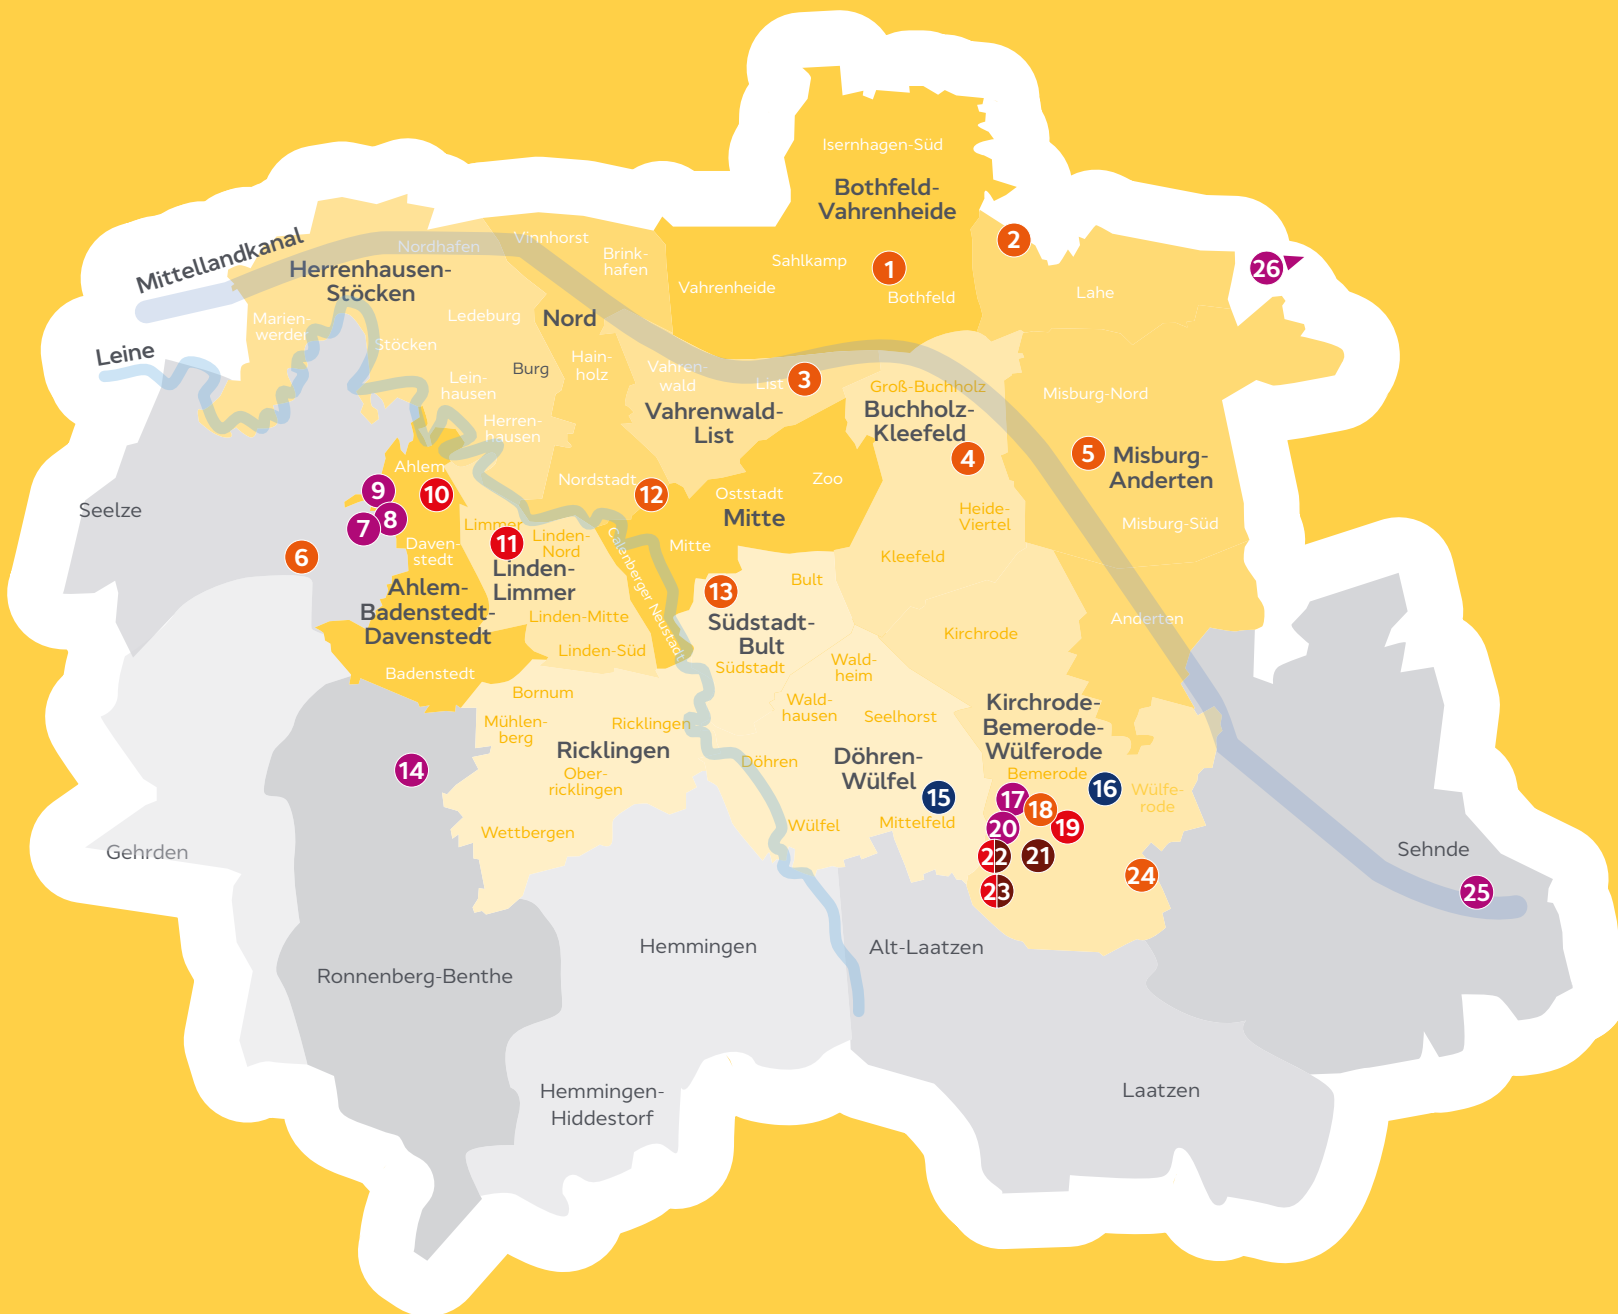 Isernhagen-Süd
Bothfeld-
Vahrenheide
2
Mittellandkanal
Nordhafen
Vinnhorst
Brink-
hafen
Sahlkamp
1
26
Herrenhausen-
Stöcken
Vahrenheide
Bothfeld
Lahe
Marien-
werder
Ledeburg
Nord
Leine
Stöcken
Burg
Hain-
holz
Vahren-
wald
List
3
Lein-
hausen
Groß-Buchholz
Misburg-Nord
Vahrenwald-
List
Buchholz-
Kleefeld
Herren-
hausen
4
5
Misburg-
Anderten
Ahlem
9
10
Nordstadt
12
Oststadt
Zoo
Mitte
Seelze
7
8
Limmer
11
Linden-
Nord
Heide-
Viertel
Misburg-Süd
6
Daven-
stedt
Calenberger Neustadt
Mitte
Kleefeld
Linden-
Limmer
Ahlem-
Badenstedt-
Davenstedt
13
Bult
Linden-Mitte
Südstadt-
Bult
Kirchrode
Anderten
Linden-Süd
Südstadt
Wald-
heim
Badenstedt
Bornum
Wald-
hausen
Seelhorst
Kirchrode-
Bemerode-
Wülferode
Mühlen-
berg
Ricklingen
Ricklingen
Döhren
Döhren-
Wülfel
14
Ober-
ricklingen
Bemerode
15
16
Wülfe-
rode
17
18
Wettbergen
Wülfel
Mittelfeld
20
19
Gehrden
22
21
Sehnde
23
24
25
Hemmingen
Alt-Laatzen
Ronnenberg-Benthe
Hemmingen-
Hiddestorf
Laatzen